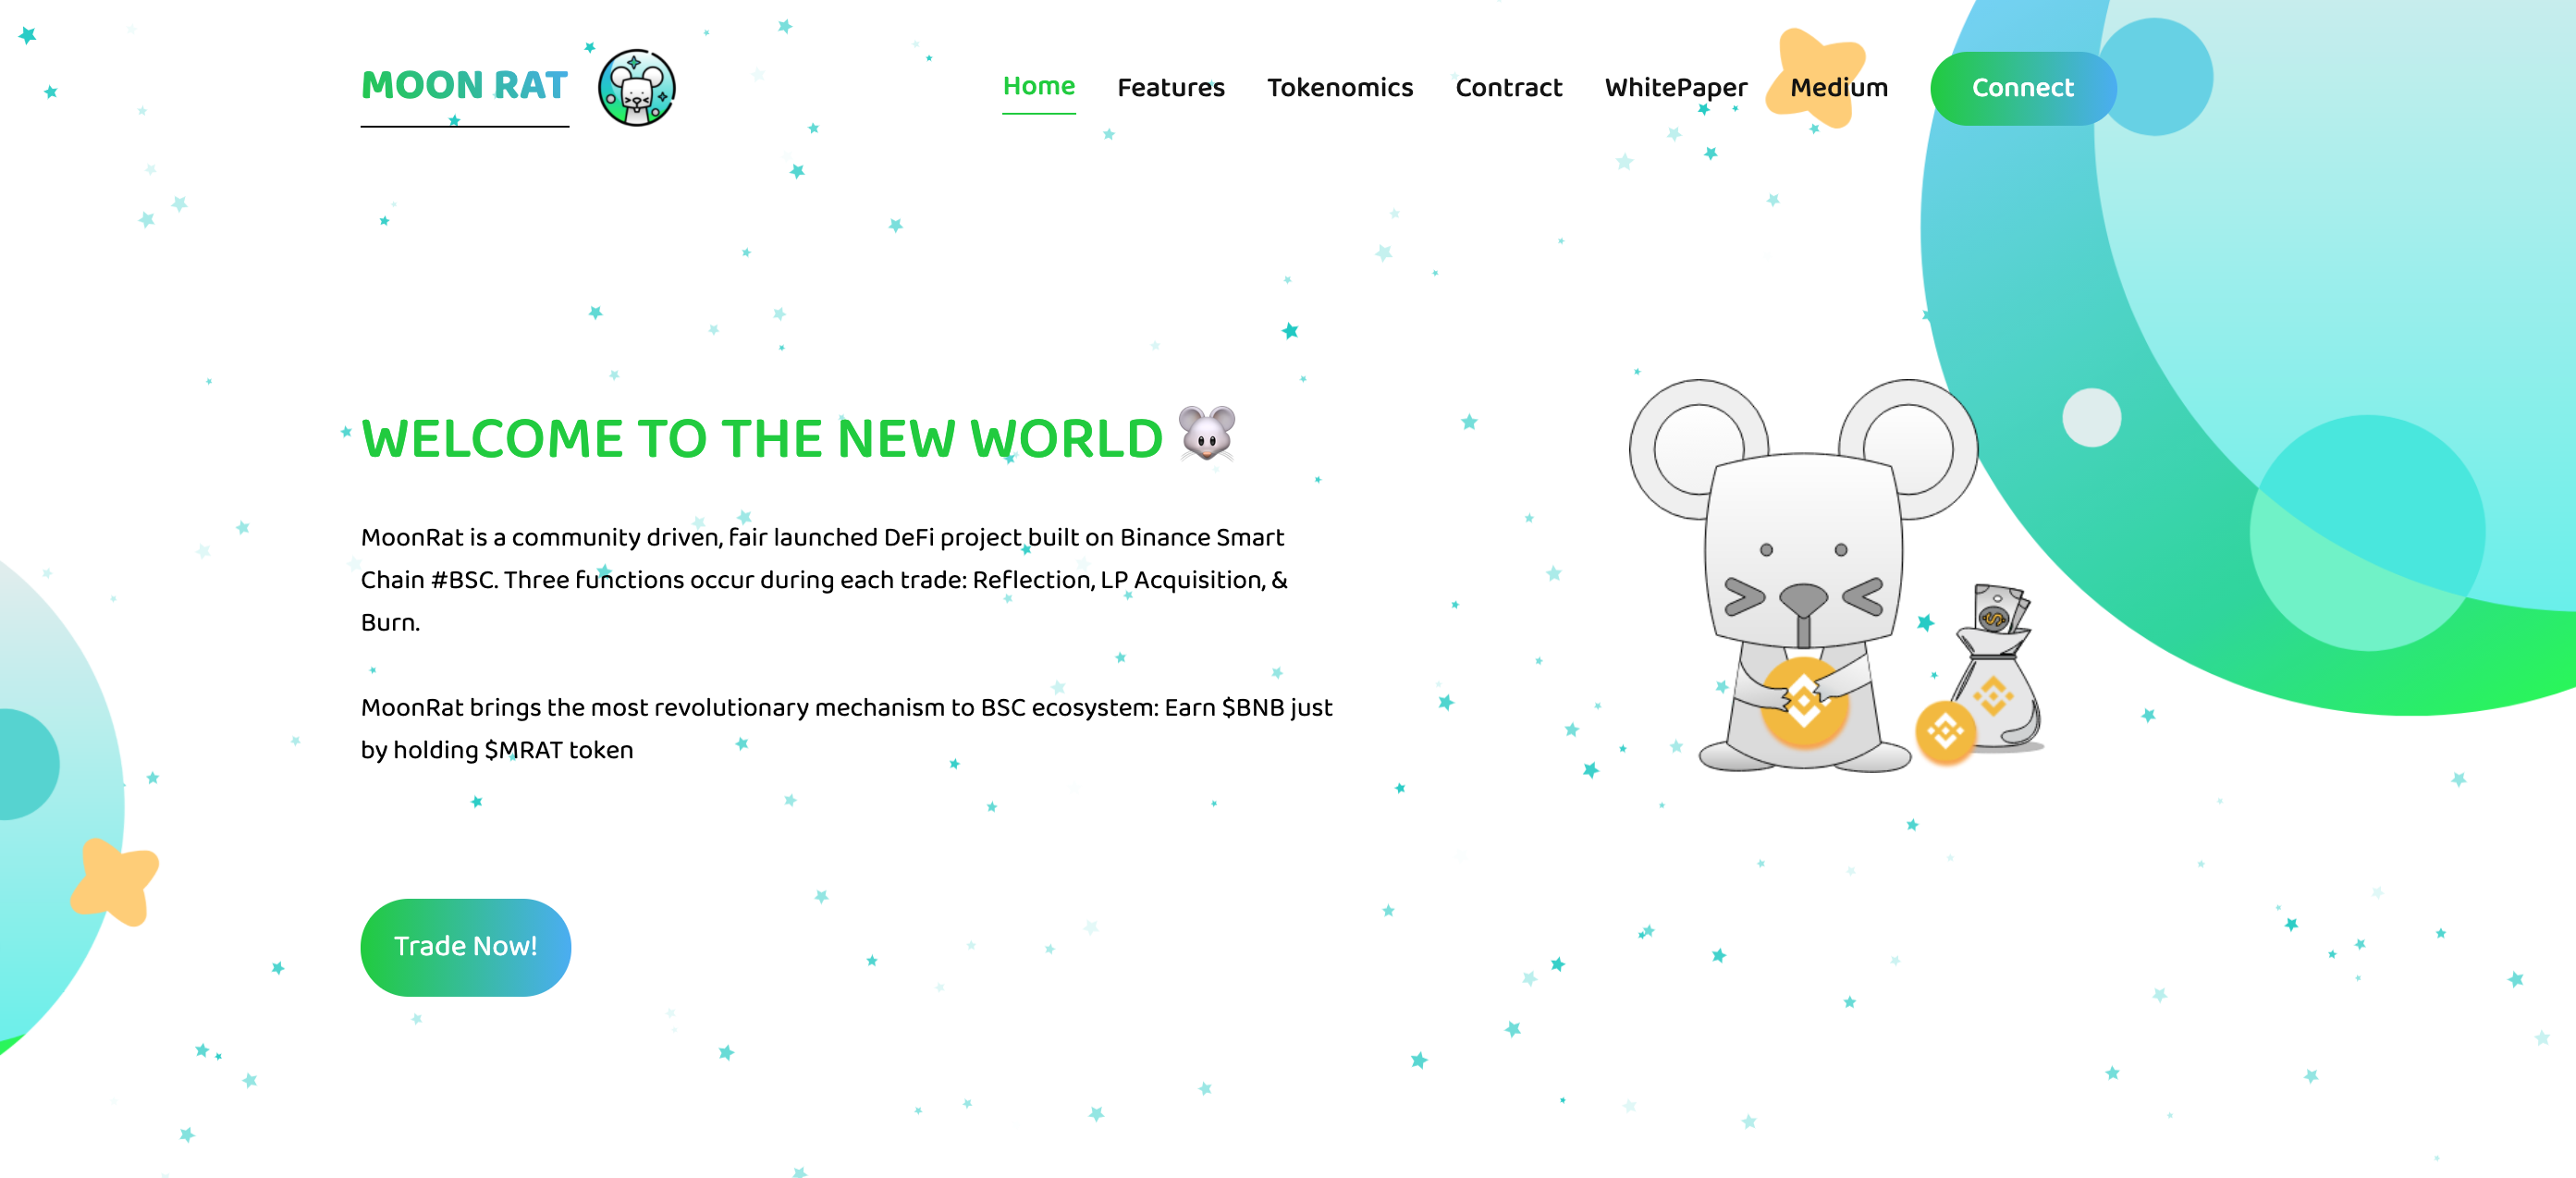 MOON RAT
Home
Features
Tokenomics
Contract
WhitePaper
Medium
Connect
WELCOME TO THE NEW WORLD🐭
MoonRat is a community driven, fair launched DeFi project built on Binance Smart
Chain #BSC. Three functions occur during each trade: Reflection, LP Acquisition, &
Burn.
MoonRat brings the most revolutionary mechanism to BSC ecosystem: Earn $BNB just
by holding $MRAT token
$
Trade Now!